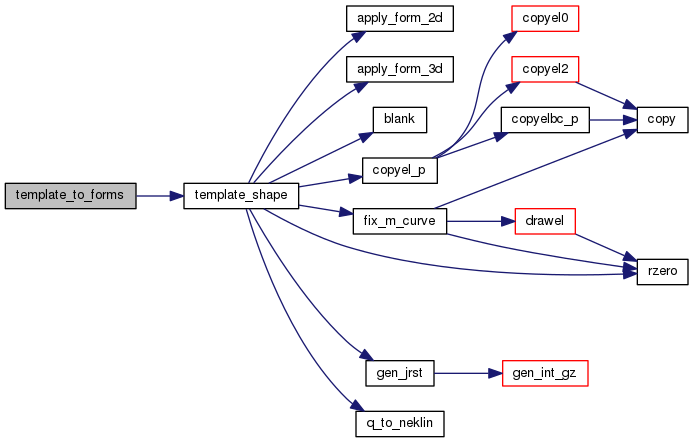 apply_form_2d
copyel0
apply_form_3d
copyel2
blank
copyelbc_p
copy
copyel_p
template_to_forms
template_shape
fix_m_curve
drawel
rzero
gen_jrst
gen_int_gz
q_to_neklin